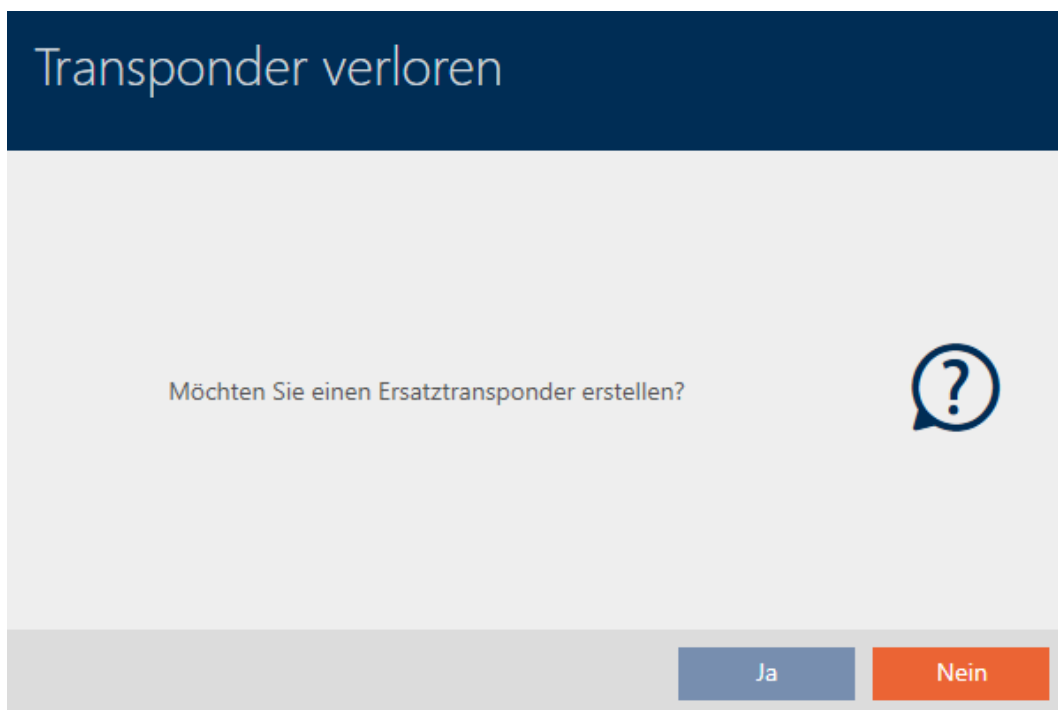 Transponder verloren
Möchten Sie einen Ersatztransponder erstellen?
?
Ja
Nein